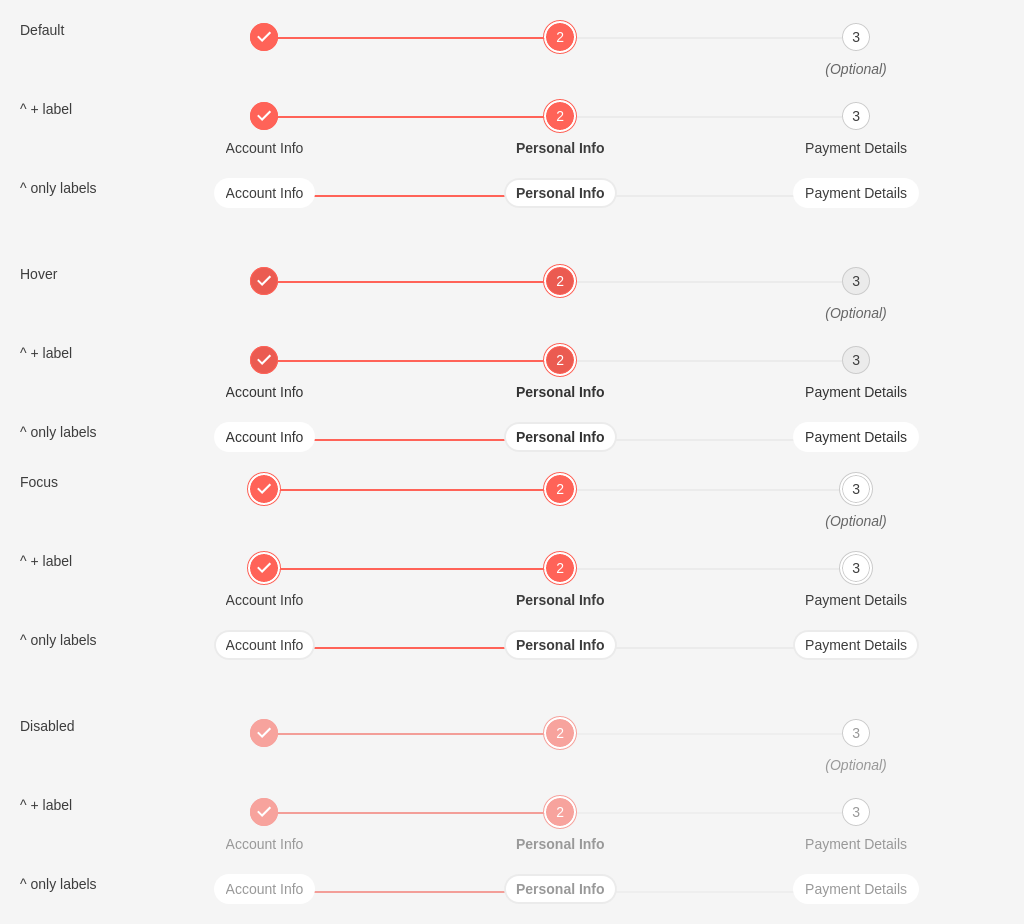 Default
2
3
(Optional)
^ + label
2
3
Account Info
Personal Info
Payment Details
^ only labels
Account Info
Personal Info
Payment Details
Hover
2
3
(Optional)
^ + label
2
3
Account Info
Personal Info
Payment Details
^ only labels
Account Info
Personal Info
Payment Details
Focus
2
3
(Optional)
^ + label
2
3
Account Info
Personal Info
Payment Details
^ only labels
Account Info
Personal Info
Payment Details
Disabled
2
3
(Optional)
^ + label
2
3
Account Info
Personal Info
Payment Details
^ only labels
Account Info
Personal Info
Payment Details